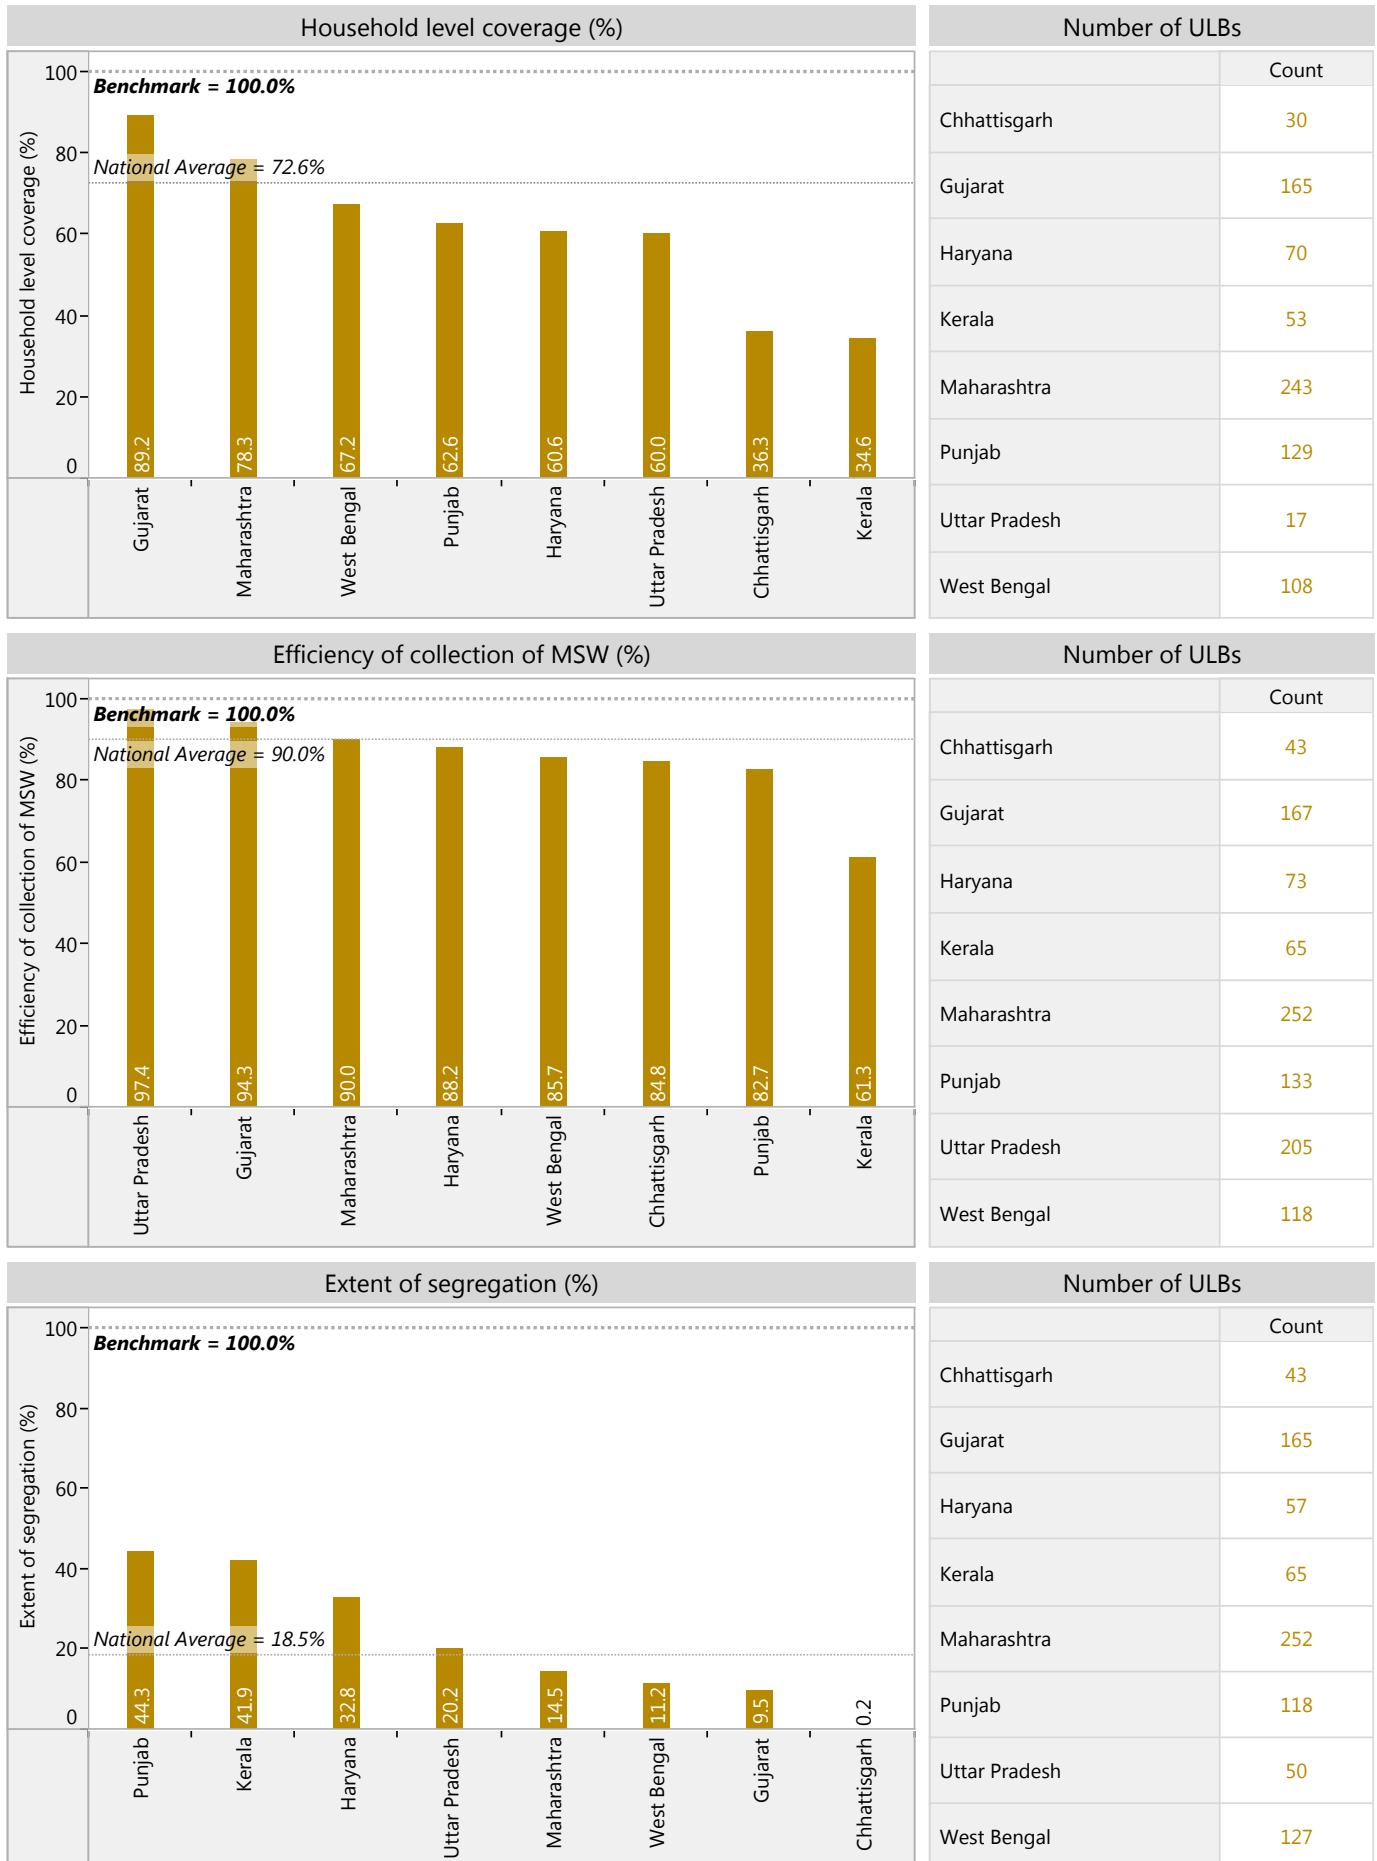 Household level coverage (%)
Household level coverage (%)
100
80
60
40
20
0
Benchmark = 100.0%
National Average = 72.6%
89.2
78.3
67.2
62.6
60.6
60.0
36.3
34.6
Gujarat
Maharashtra
West Bengal
Punjab
Haryana
Uttar Pradesh
Chhattisgarh
Kerala
Number of ULBs
Count
Chhattisgarh 30
Gujarat 165
Haryana 70
Kerala 53
Maharashtra 243
Punjab 129
Uttar Pradesh 17
West Bengal 108
Efficiency of collection of MSW (%)
Efficiency of collection of MSW (%)
100
80
60
40
20
0
Benchmark = 100.0%
National Average = 90.0%
97.4
94.3
90.0
88.2
85.7
84.8
82.7
61.3
Uttar Pradesh
Gujarat
Maharashtra
Haryana
West Bengal
Chhattisgarh
Punjab
Kerala
Number of ULBs
Count
Chhattisgarh 43
Gujarat 167
Haryana 73
Kerala 65
Maharashtra 252
Punjab 133
Uttar Pradesh 205
West Bengal 118
Extent of segregation (%)
Extent of segregation (%)
100
80
60
40
20
0
Benchmark = 100.0%
National Average = 18.5%
44.3
41.9
32.8
20.2
14.5
11.2
9.5
0.2
Punjab
Kerala
Haryana
Uttar Pradesh
Maharashtra
West Bengal
Gujarat
Chhattisgarh
Number of ULBs
Count
Chhattisgarh 43
Gujarat 165
Haryana 57
Kerala 65
Maharashtra 252
Punjab 118
Uttar Pradesh 50
West Bengal 127